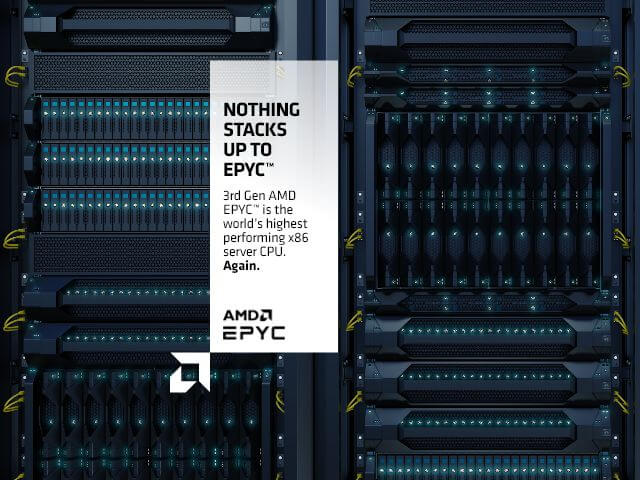 NOTHING
STACKS
UP TO
EPYC™
3rd Gen AMD
EPYC™ is the
world's highest
performing x86
server CPU.
Again.
AMD
EPYC